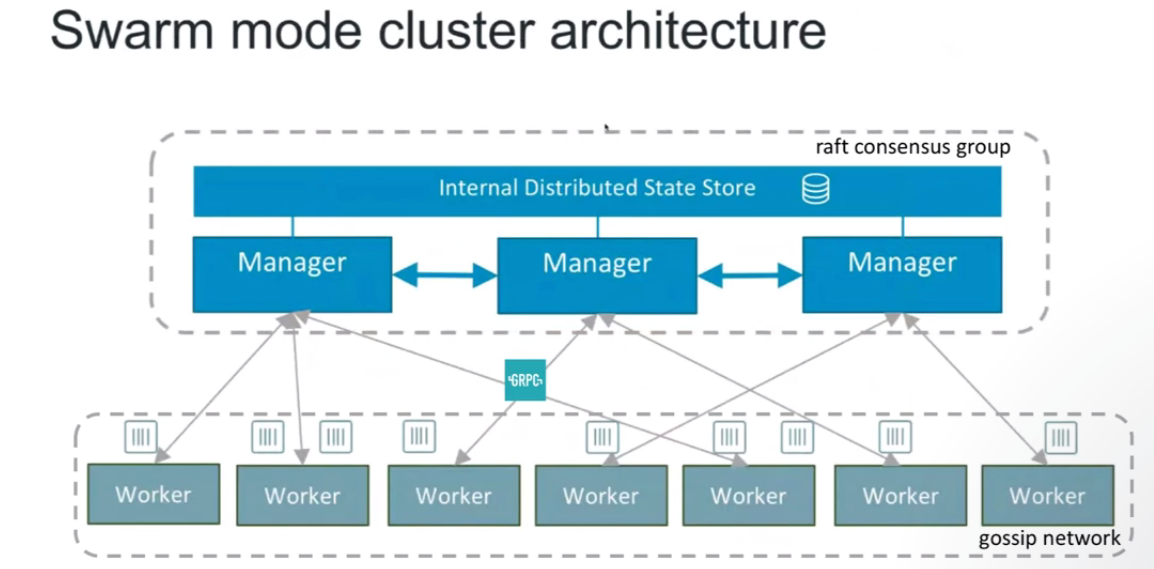 Swarm mode cluster architecture
raft consensus group
Internal Distributed State Store
Manager
Manager
Manager
GRPC
Worker
Worker
Worker
Worker
Worker
Worker
Worker
gossip network